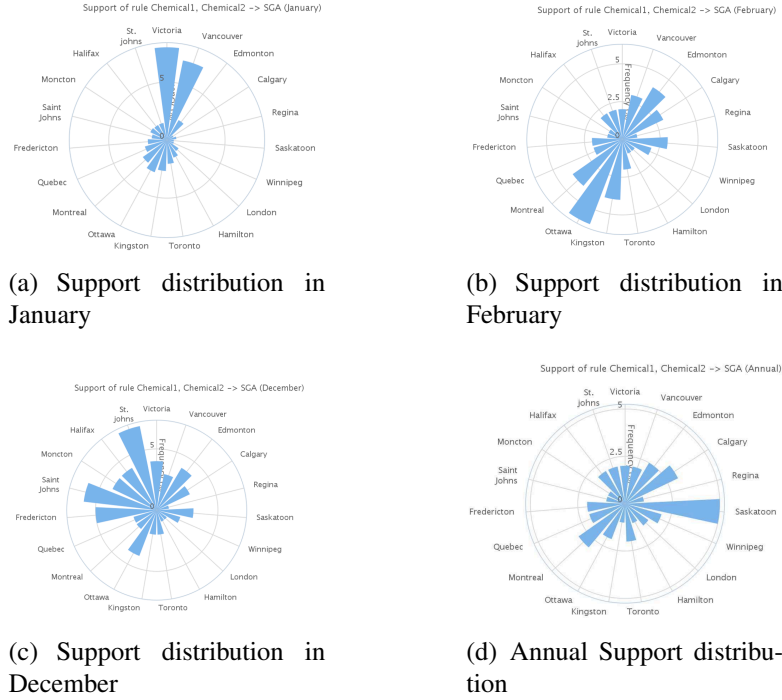 Support of rule Chemical1, Chemical2 -> SGA (January)
St.
johns
Victoria
Vancouver
Halifax
Edmonton
Moncton
Calgary
5
Saint
Johns
Regina
0
Fredericton
Saskatoon
Quebec
Winnipeg
Montreal
London
Ottawa
Hamilton
Kingston
Toronto
(a) Support distribution in
January
Support of rule Chemical1, Chemical2 -> SGA (February)
St.
johns
Victoria
Vancouver
Halifax
Edmonton
5
Frequency
Moncton
Calgary
2.5
Saint
Johns
Regina
0
Fredericton
Saskatoon
Quebec
Winnipeg
Montreal
London
Ottawa
Hamilton
Kingston
Toronto
(b) Support distribution in
February
Support of rule Chemical1, Chemical2 -> SGA (December)
St.
johns
Victoria
Vancouver
Halifax
Edmonton
5
Frequency
Moncton
Calgary
Saint
Johns
Regina
0
Fredericton
Saskatoon
Quebec
Winnipeg
Montreal
London
Ottawa
Hamilton
Kingston
Toronto
(c) Support distribution in
December
Support of rule Chemical1, Chemical2 -> SGA (Annual)
St.
johns
Victoria
Vancouver
5
Halifax
Edmonton
Frequency
Moncton
Calgary
2.5
Saint
Johns
Regina
0
Fredericton
Saskatoon
Quebec
Winnipeg
Montreal
London
Ottawa
Hamilton
Kingston
Toronto
(d) Annual Support distribu-
tion